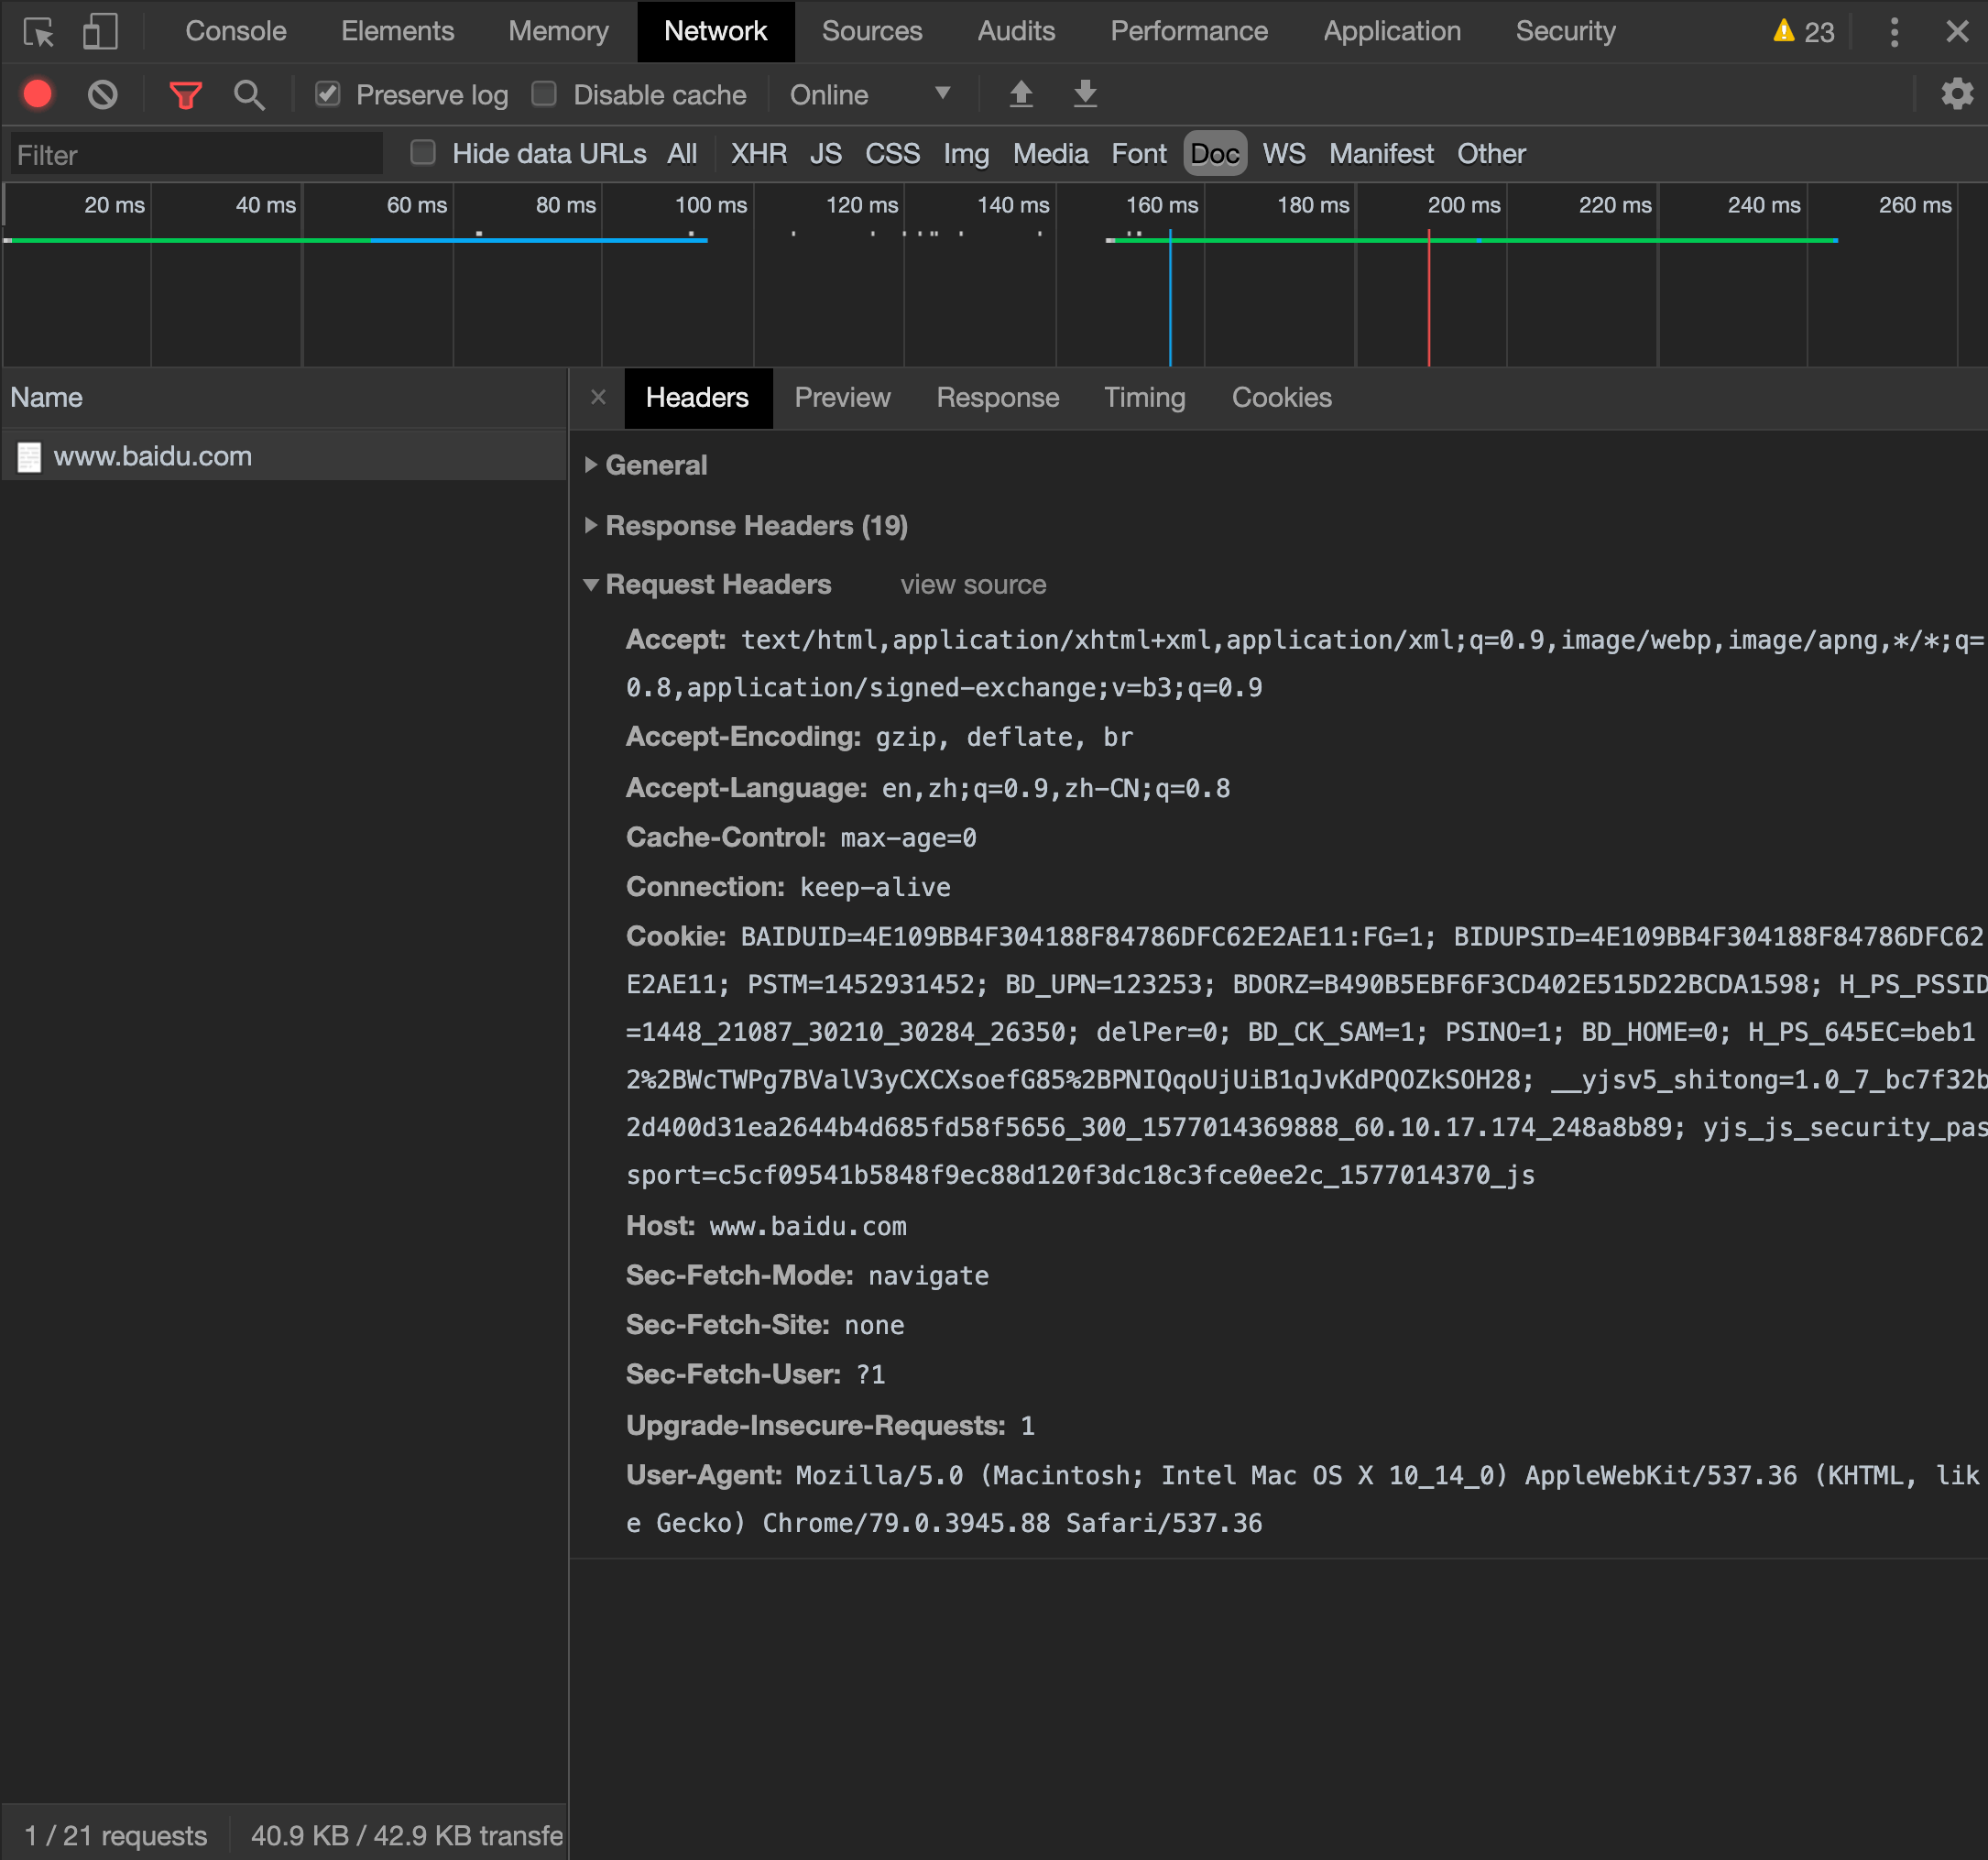 Console Elements Memory Network Sources Audits Performance Application Security 23
Preserve log Disable cache Online
Filter Hide data URLs All XHR JS CSS Img Media Font Doc WS Manifest Other
20 ms 40 ms 60 ms 80 ms 100 ms 120 ms 140 ms 160 ms 180 ms 200 ms 220 ms 240 ms 260 ms
Name
www.baidu.com
Headers Preview Response Timing Cookies
General
Response Headers (19)
Request Headers view source
Accept: text/html,application/xhtml+xml,application/xml;q=0.9,image/webp,image/apng,*/*;q=
0.8,application/signed-exchange;v=b3;q=0.9
Accept-Encoding: gzip, deflate, br
Accept-Language: en,zh;q=0.9,zh-CN;q=0.8
Cache-Control: max-age=0
Connection: keep-alive
Cookie: BAIDUID=4E109BB4F304188F84786DFC62E2AE11:FG=1; BIDUPSID=4E109BB4F304188F84786DFC62
E2AE11; PSTM=1452931452; BD_UPN=123253; BDORZ=B490B5EBF6F3CD402E515D22BCDA1598; H_PS_PSSID
=1448_21087_30210_30284_26350; delPer=0; BD_CK_SAM=1; PSINO=1; BD_HOME=0; H_PS_645EC=beb1
2%2BWcTWPg7BValV3yCXCXsoefG85%2BPNIQqoUjUiB1qJvKdPQOZkSOH28; __yjsv5_shitong=1.0_7_bc7f32b
2d400d31ea2644b4d685fd58f5656_300_1577014369888_60.10.17.174_248a8b89; yjs_js_security_pas
sport=c5cf09541b5848f9ec88d120f3dc18c3fce0ee2c_1577014370_js
Host: www.baidu.com
Sec-Fetch-Mode: navigate
Sec-Fetch-Site: none
Sec-Fetch-User: ?1
Upgrade-Insecure-Requests: 1
User-Agent: Mozilla/5.0 (Macintosh; Intel Mac OS X 10_14_0) AppleWebKit/537.36 (KHTML, lik
e Gecko) Chrome/79.0.3945.88 Safari/537.36
1 / 21 requests 40.9 KB / 42.9 KB transfe